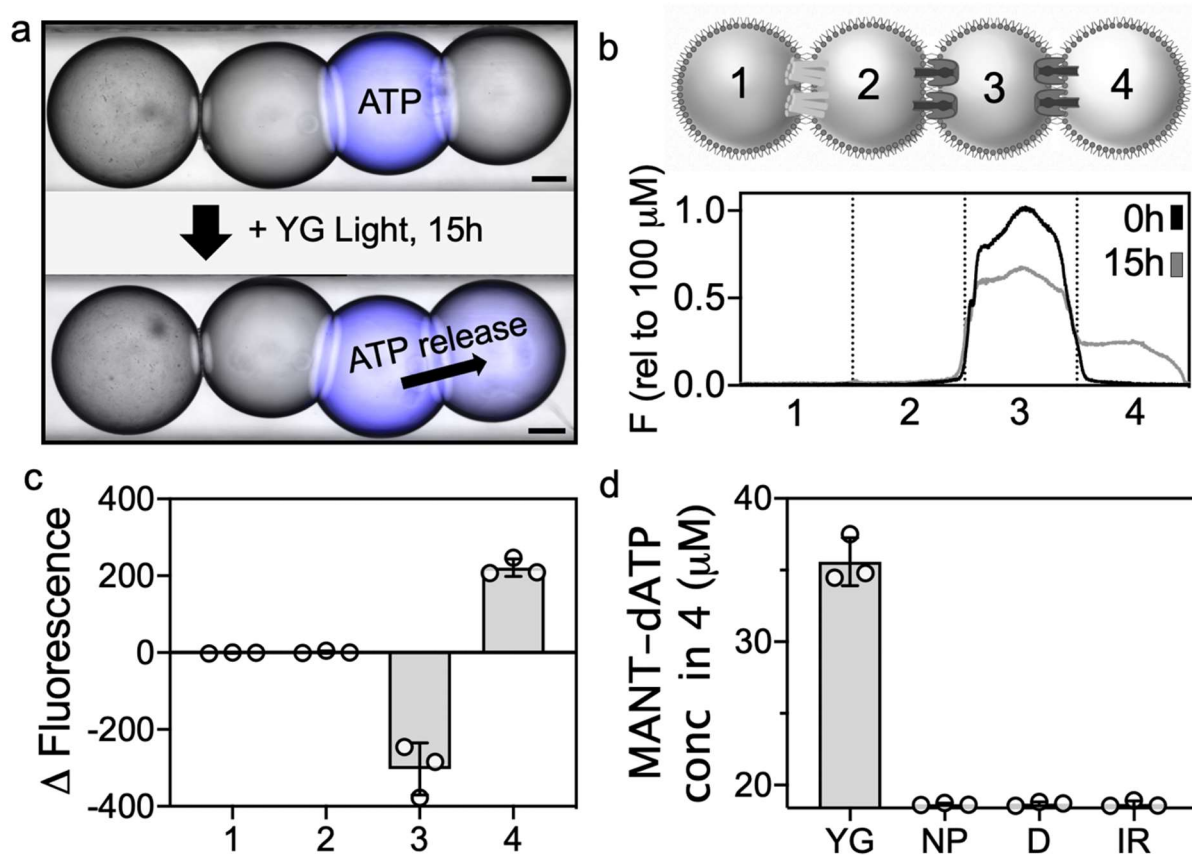 a
ATP
+ YG Light, 15h
ATP release
b
1 2 3 4
F (rel to 100 µM)
1.0
0.5
0.0
0h
15h
1 2 3 4
c
Δ Fluorescence
400
200
0
-200
-400
1 2 3 4
d
MANT-dATP
conc in 4 (µM)
40
30
20
YG NP D IR